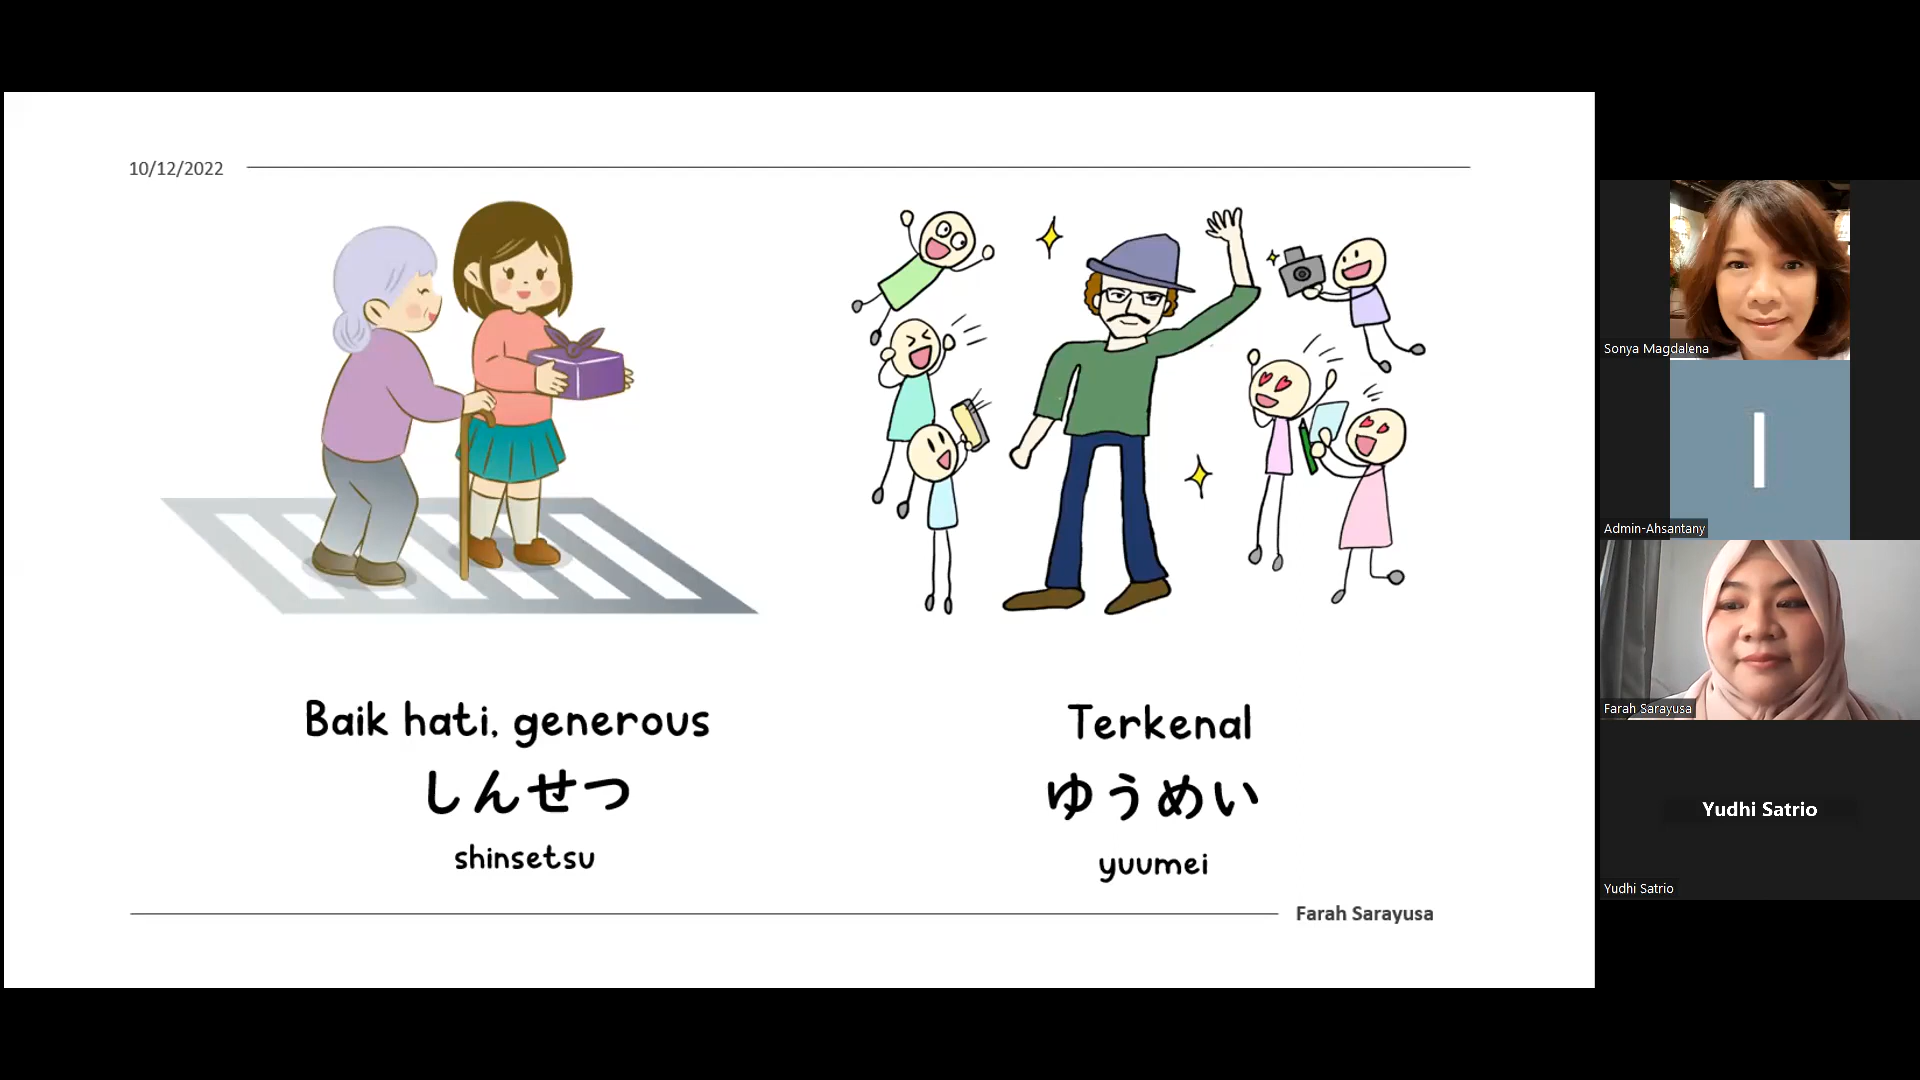 10/12/2022
Baik hati, generous
しんせつ
shinsetsu
Terkenal
ゆうめい
yuumei
Farah Sarayusa
Sonya Magdalena
Admin-Ahsantany
Farah Sarayusa
Yudhi Satrio
Yudhi Satrio